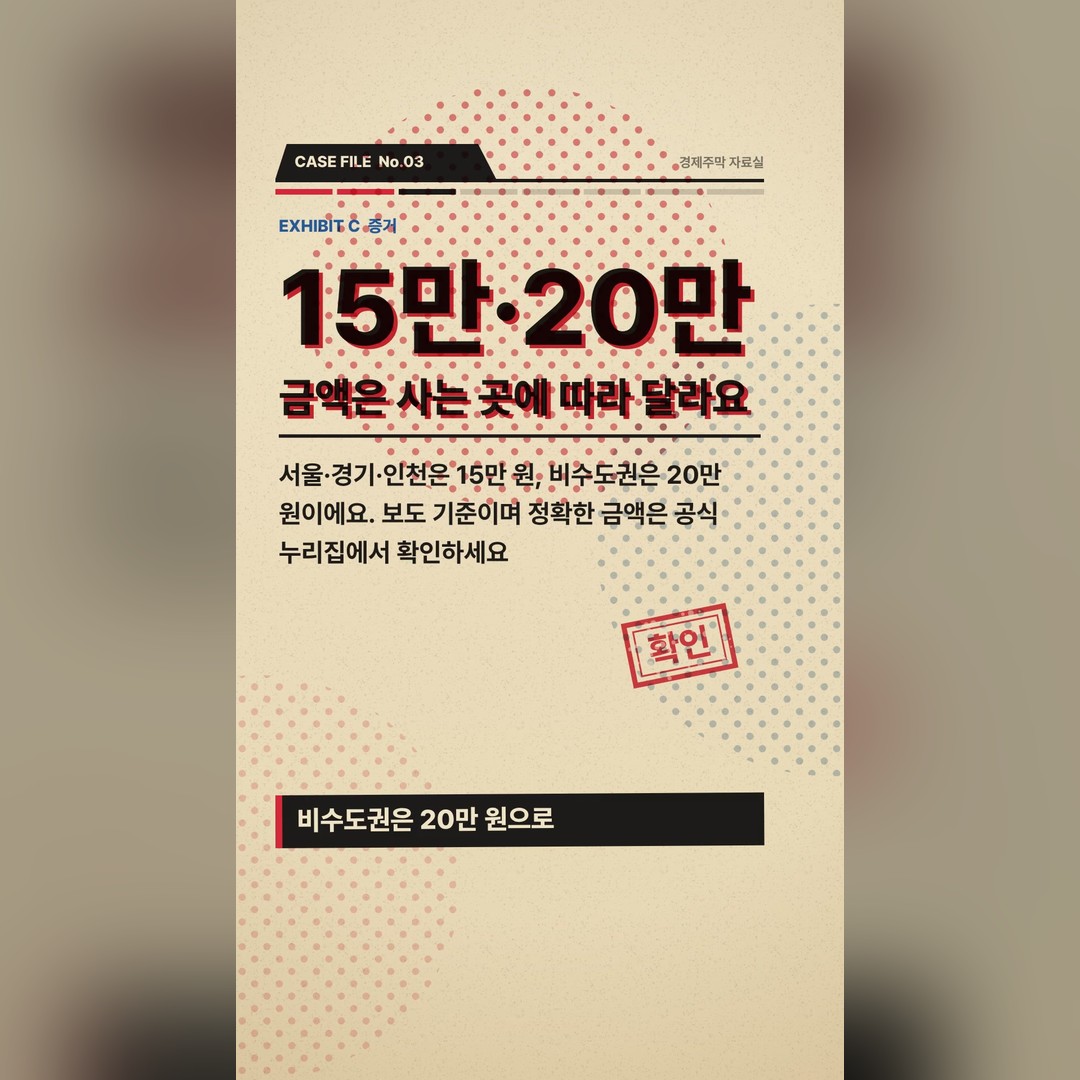 CASE FILE No.03
경제주막 자료실
EXHIBIT C 증거
15만·20만
금액은 사는 곳에 따라 달라요
서울·경기·인천은 15만 원, 비수도권은 20만
원이에요. 보도 기준이며 정확한 금액은 공식
누리집에서 확인하세요
확인
비수도권은 20만 원으로